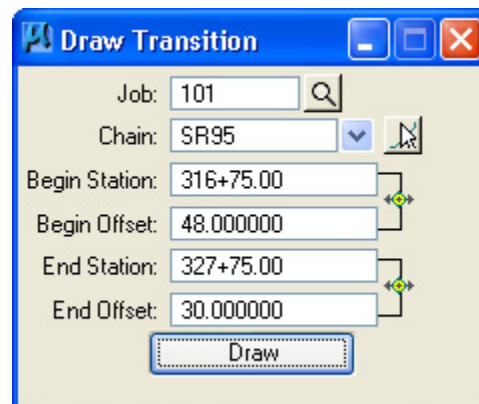 Draw Transition
Job: 101
Chain: SR95
Begin Station: 316+75.00
Begin Offset: 48.000000
End Station: 327+75.00
End Offset: 30.000000
Draw